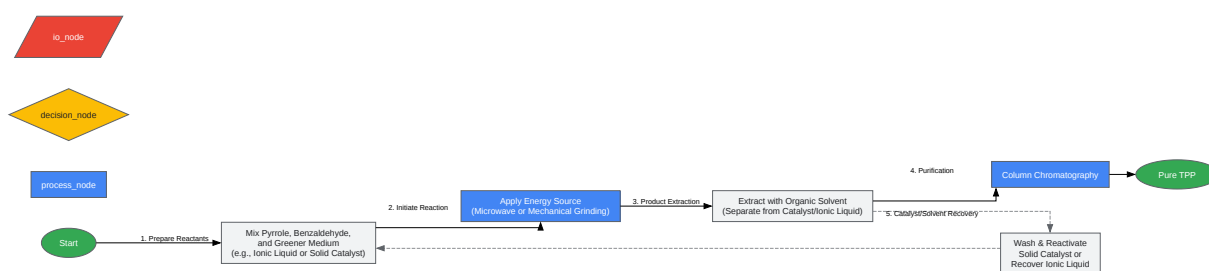 io_node
decision_node
process_node
Start
1. Prepare Reactants
Mix Pyrrole, Benzaldehyde,
and Greener Medium
(e.g., Ionic Liquid or Solid Catalyst)
2. Initiate Reaction
Apply Energy Source
(Microwave or Mechanical Grinding)
3. Product Extraction
Extract with Organic Solvent
(Separate from Catalyst/Ionic Liquid)
4. Purification
Column Chromatography
Pure TPP
5. Catalyst/Solvent Recovery
Wash & Reactivate
Solid Catalyst or
Recover Ionic Liquid